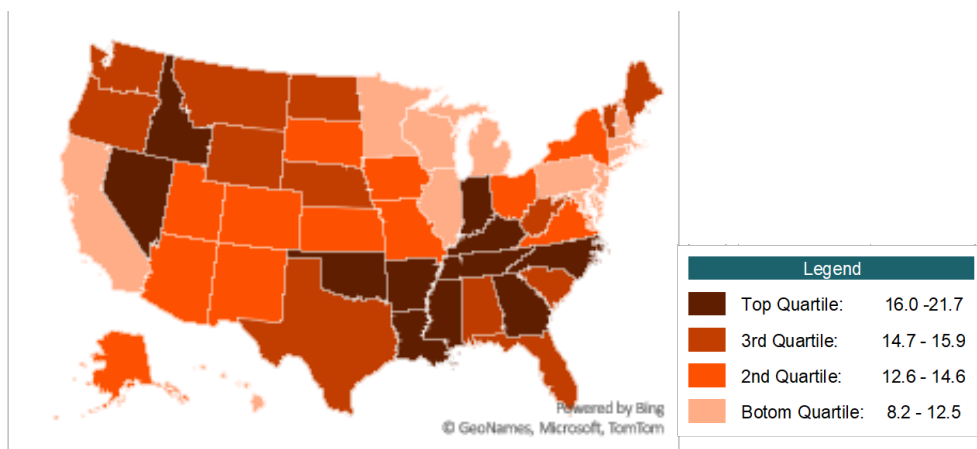 Legend
Top Quartile: 16.0 -21.7
3rd Quartile: 14.7 - 15.9
2nd Quartile: 12.6 - 14.6
Botom Quartile: 8.2 - 12.5
Powered by Bing
© GeoNames, Microsoft, TomTom